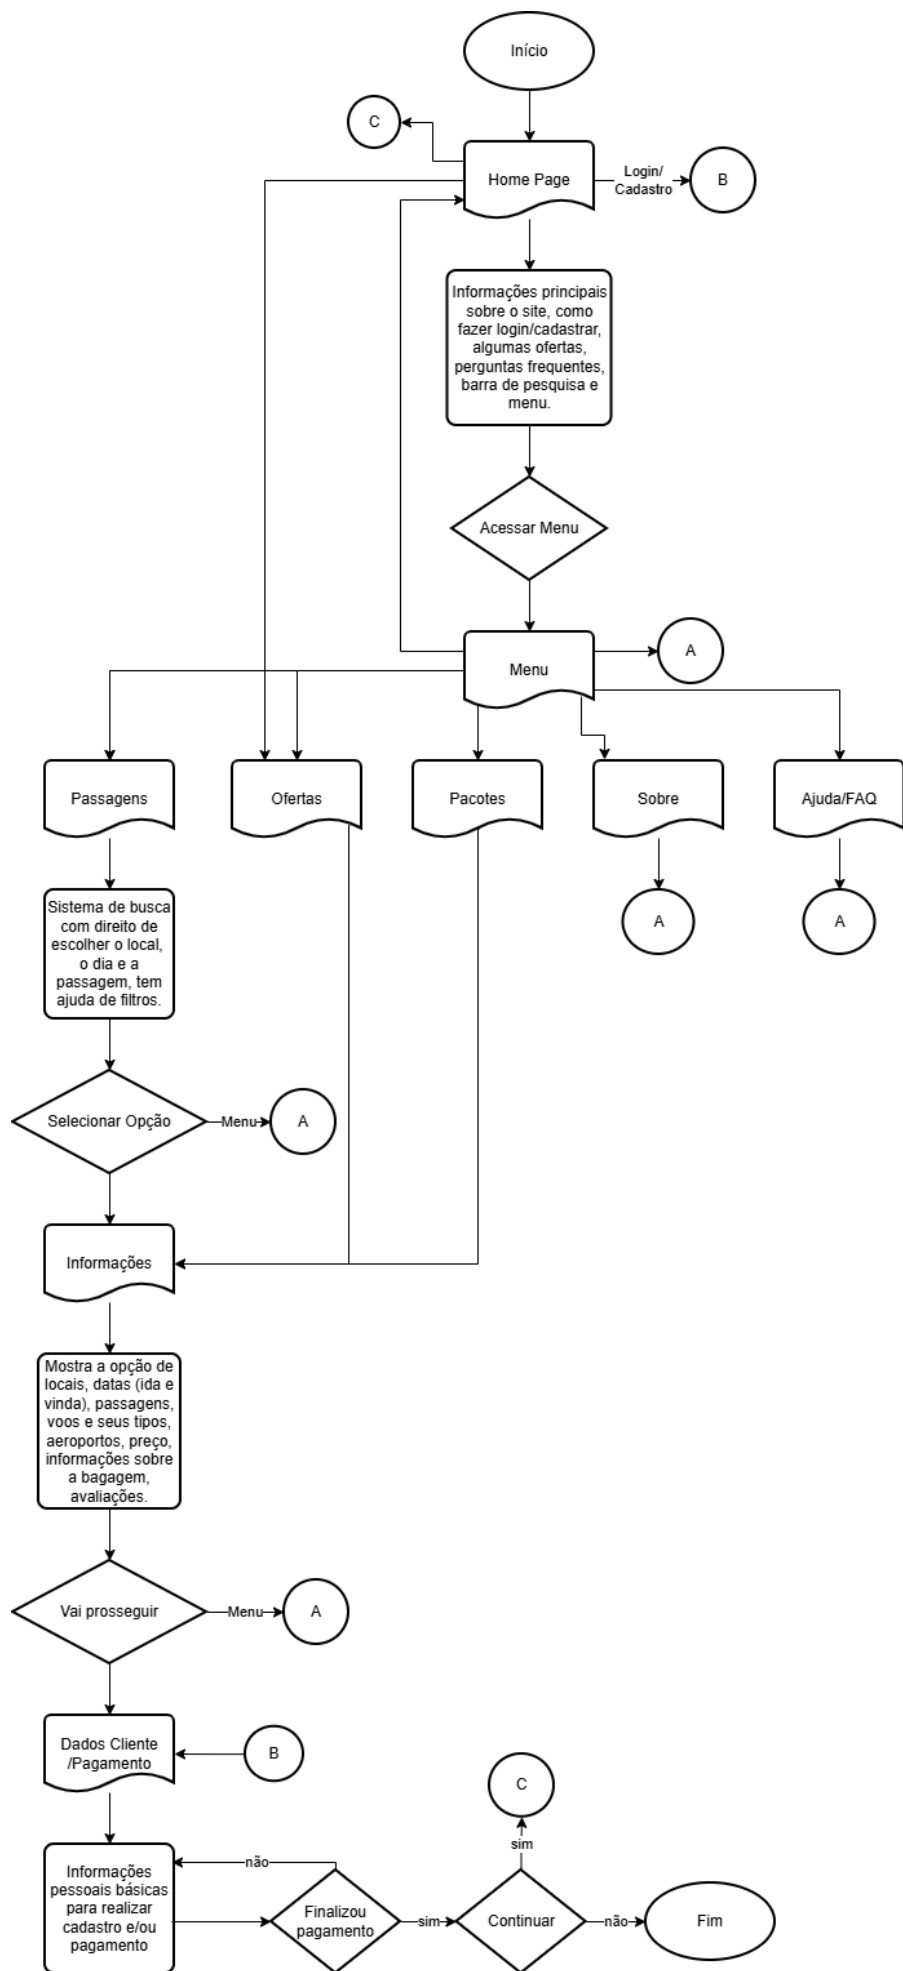 Início
C
Home Page
Login/
Cadastro
B
Informações principais
sobre o site, como
fazer login/cadastrar,
algumas ofertas,
perguntas frequentes,
barra de pesquisa e
menu.
Acessar Menu
Menu
A
Passagens
Ofertas
Pacotes
Sobre
Ajuda/FAQ
Sistema de busca
com direito de
escolher o local,
o dia e a
passagem, tem
ajuda de filtros.
A
A
Selecionar Opção
Menu
A
Informações
Mostra a opção de
locais, datas (ida e
vinda), passagens,
voos e seus tipos,
aeroportos, preço,
informações sobre
a bagagem,
avaliações.
Vai prosseguir
Menu
A
Dados Cliente
/Pagamento
B
C
sim
não
Informações
pessoais básicas
para realizar
cadastro e/ou
pagamento
Finalizou
pagamento
sim
Continuar
não
Fim